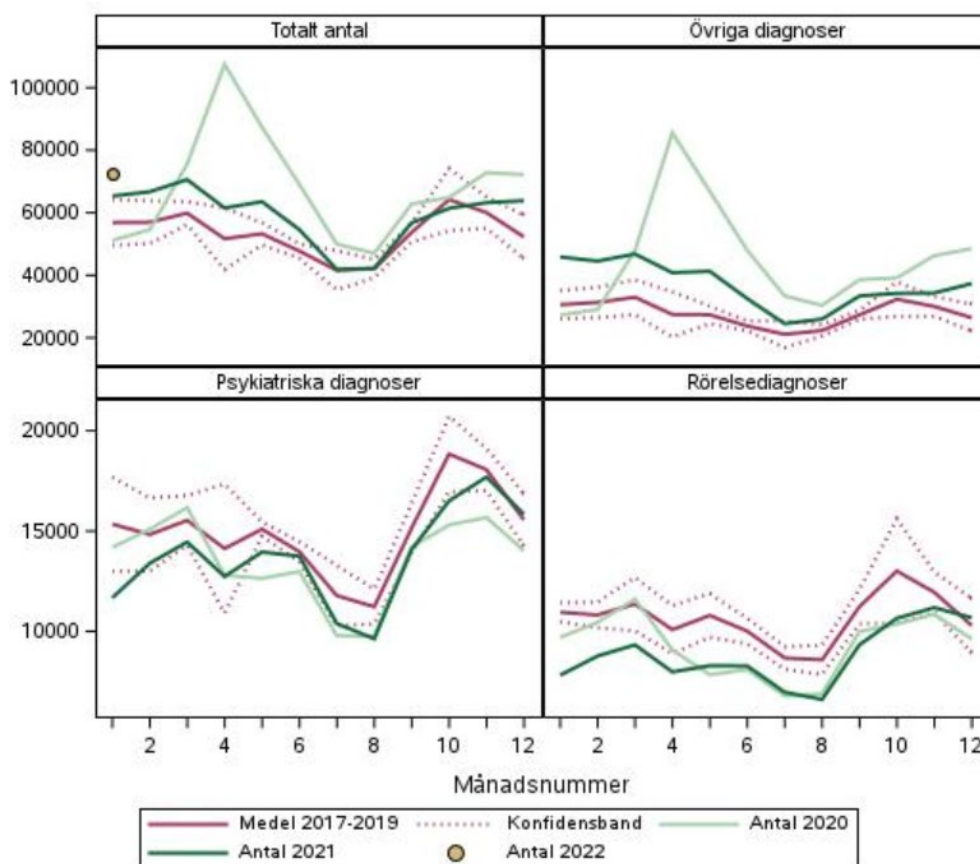 Totalt antal
Övriga diagnoser
100000
80000
60000
40000
20000
Psykiatriska diagnoser
Rörelsediagnoser
20000
15000
10000
2 4 6 8 10 12 2 4 6 8 10 12
Månadsnummer
Medel 2017-2019 Konfidensband Antal 2020
Antal 2021 Antal 2022